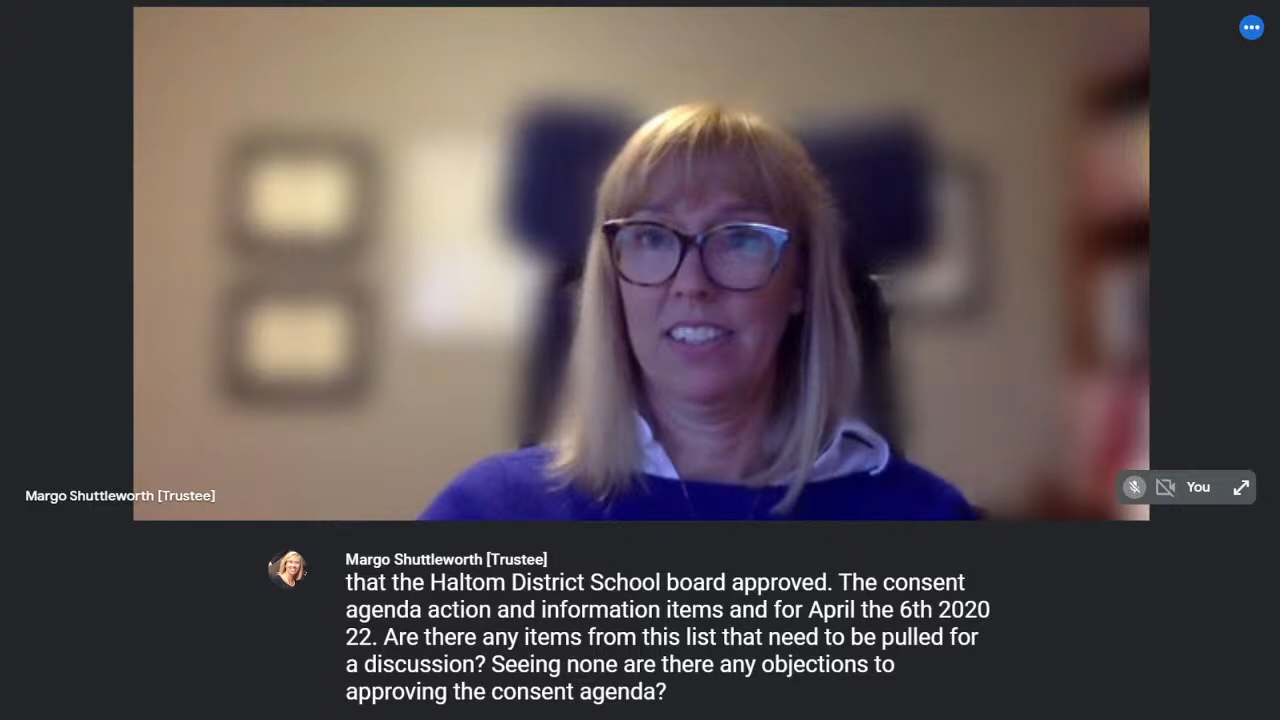 Margo Shuttleworth [Trustee]
You
Margo Shuttleworth [Trustee]
that the Haltom District School board approved. The consent
agenda action and information items and for April the 6th 2020
22. Are there any items from this list that need to be pulled for
a discussion? Seeing none are there any objections to
approving the consent agenda?